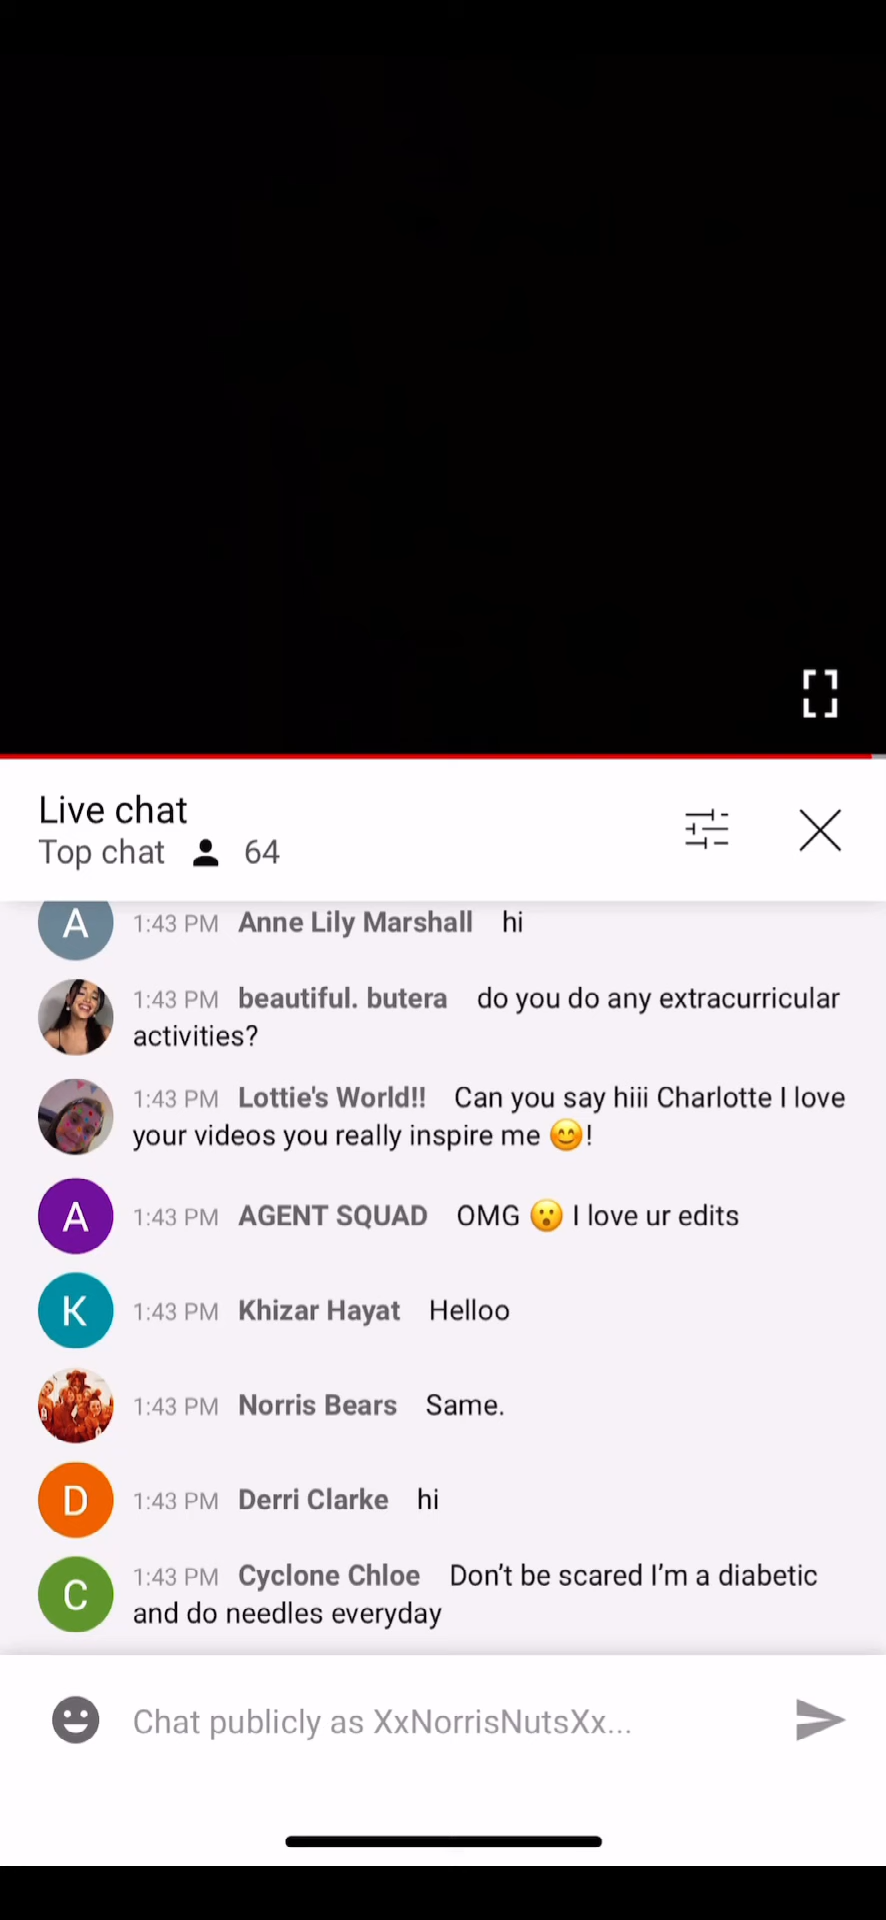 Live chat
Top chat 64
A 1:43 PM Anne Lily Marshall hi
1:43 PM beautiful. butera do you do any extracurricular
activities?
1:43 PM Lottie's World!! Can you say hiii Charlotte I love
your videos you really inspire me 😊!
A 1:43 PM AGENT SQUAD OMG 😮 I love ur edits
K 1:43 PM Khizar Hayat Helloo
1:43 PM Norris Bears Same.
D 1:43 PM Derri Clarke hi
C 1:43 PM Cyclone Chloe Don’t be scared I’m a diabetic
and do needles everyday
Chat publicly as XxNorrisNutsXx...